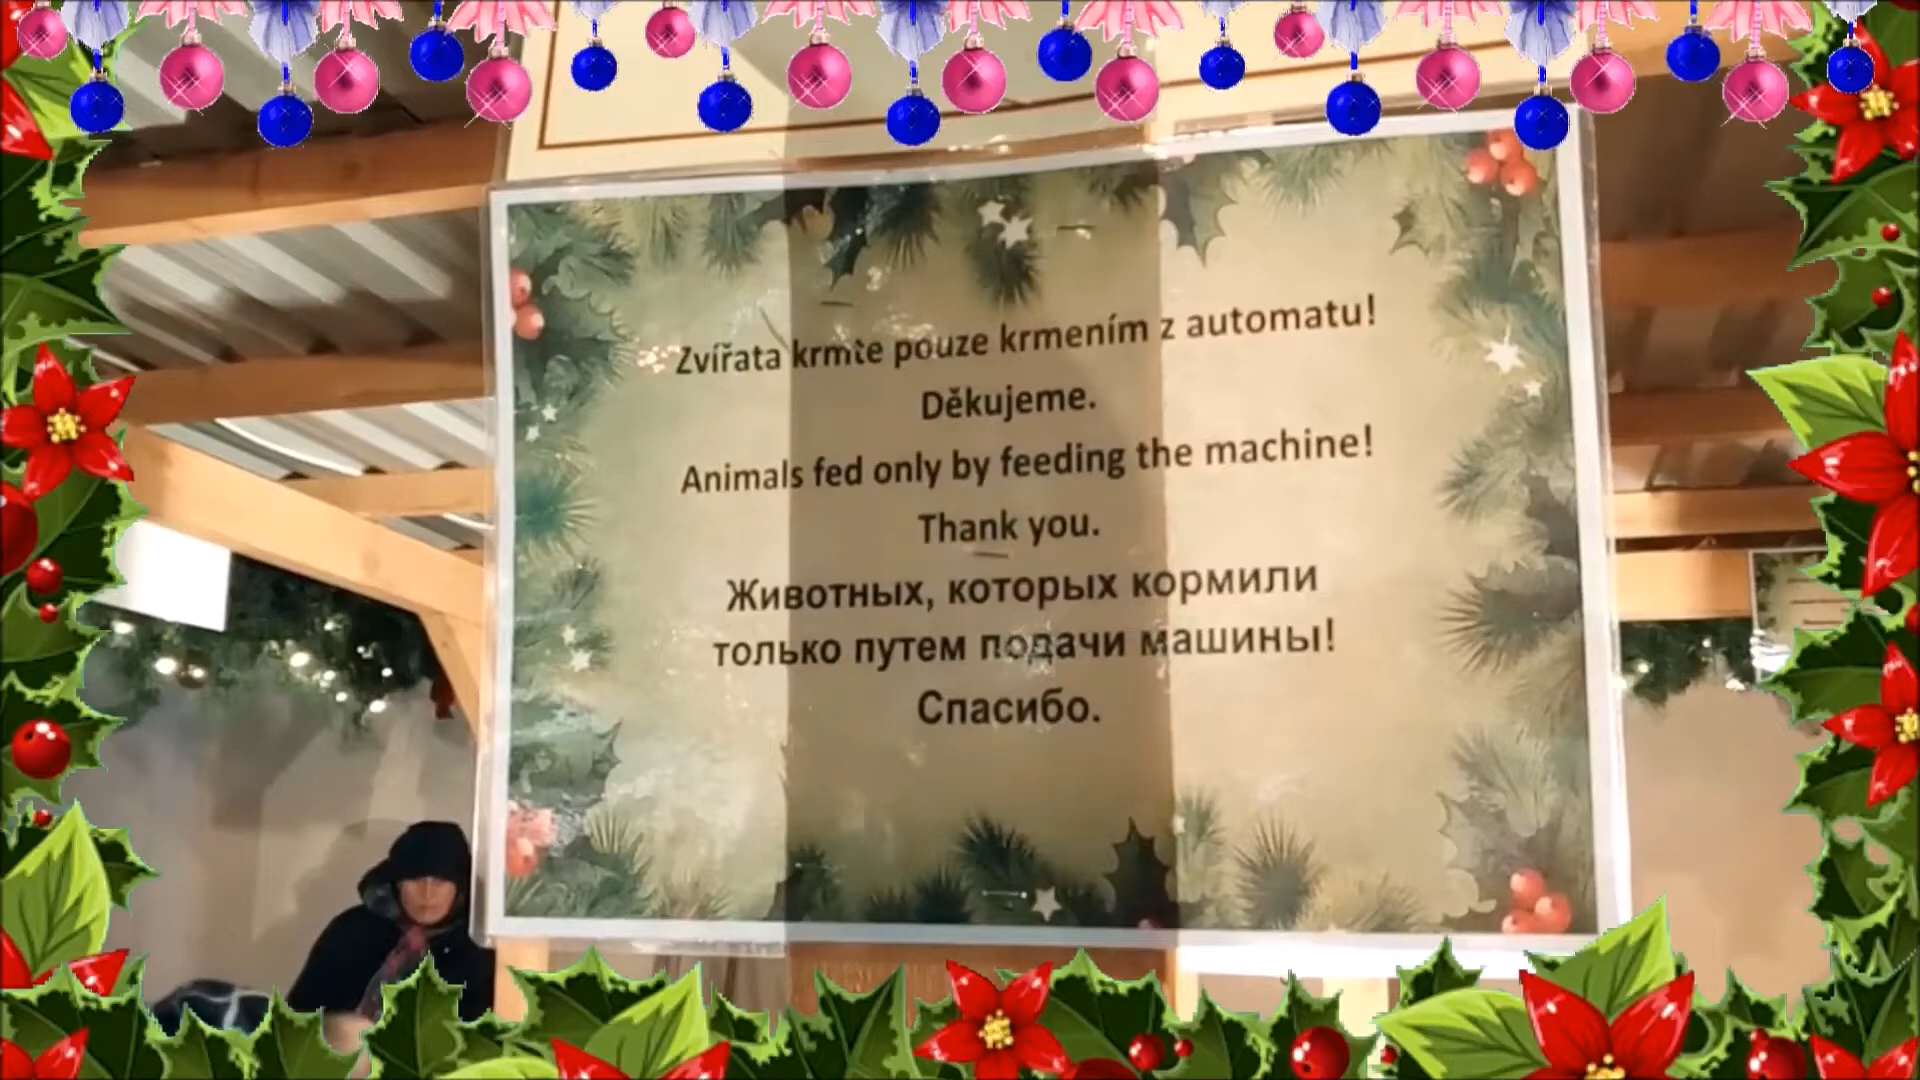 Zvířata krmte pouze krmením z automatu!
Děkujeme.
Animals fed only by feeding the machine!
Thank you.
Животных, которых кормили
только путем подачи машины!
Спасибо.